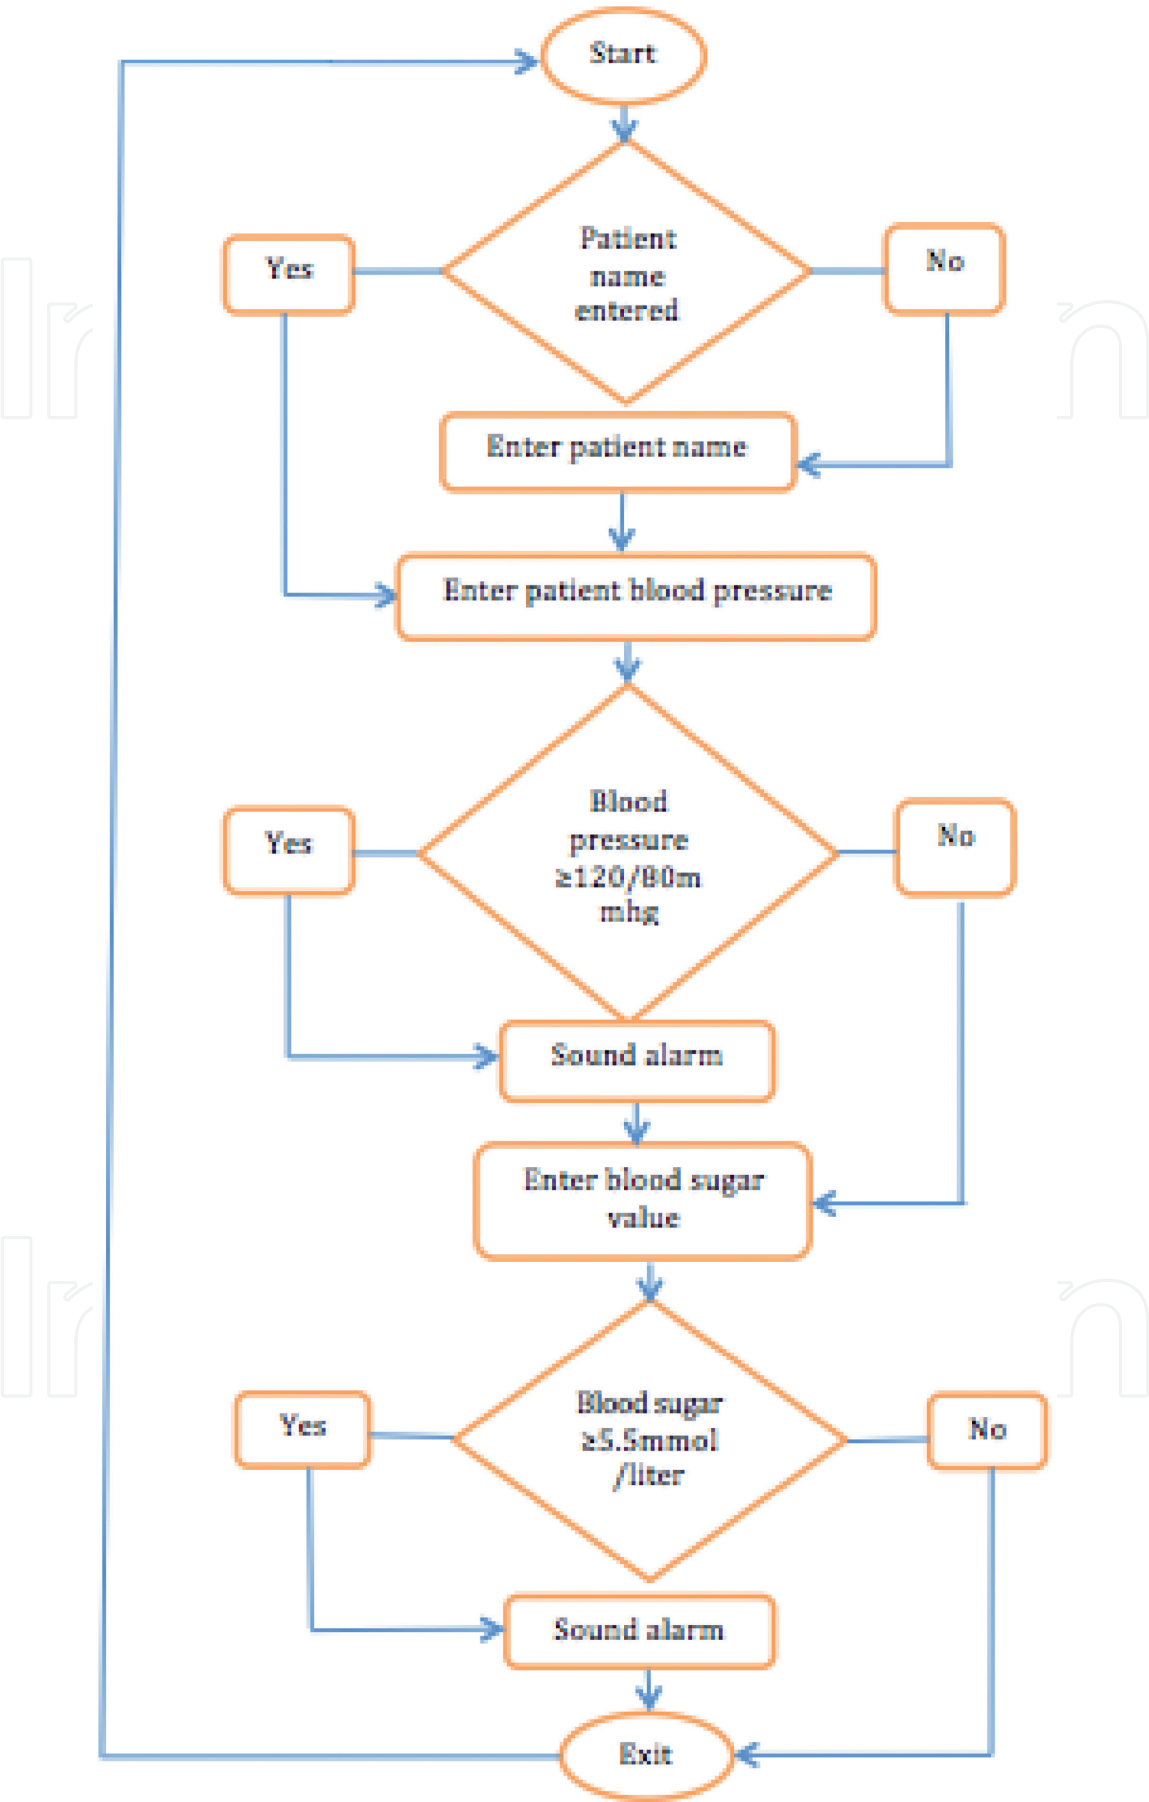 Start
Patient
name
entered
Yes
No
Enter patient name
Enter patient blood pressure
Blood
pressure
≥120/80m
mhg
Yes
No
Sound alarm
Enter blood sugar
value
Blood sugar
≥5.5mmol
/liter
Yes
No
Sound alarm
Exit